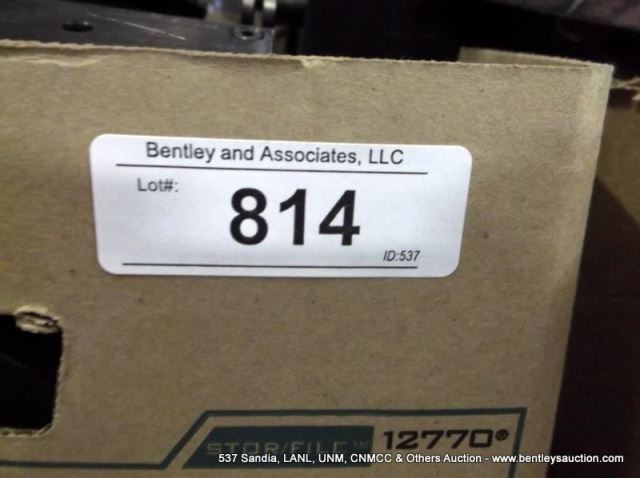 Bentley and Associates, LLC
Lot#:
814
ID:537
STOR/FILE™ 12770®
537 Sandia, LANL, UNM, CNMCC & Others Auction - www.bentleysauction.com